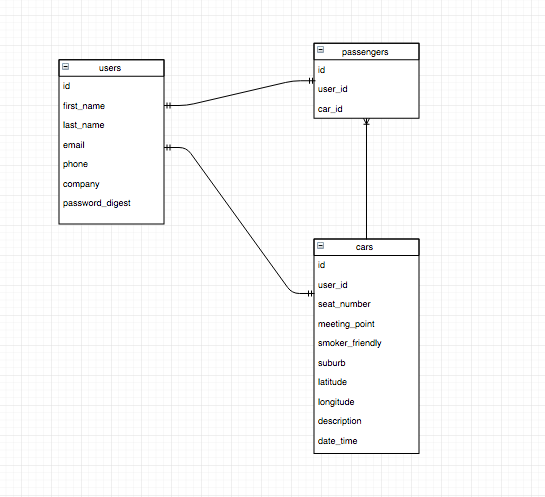 users
id
first_name
last_name
email
phone
company
password_digest
passengers
id
user_id
car_id
cars
id
user_id
seat_number
meeting_point
smoker_friendly
suburb
latitude
longitude
description
date_time